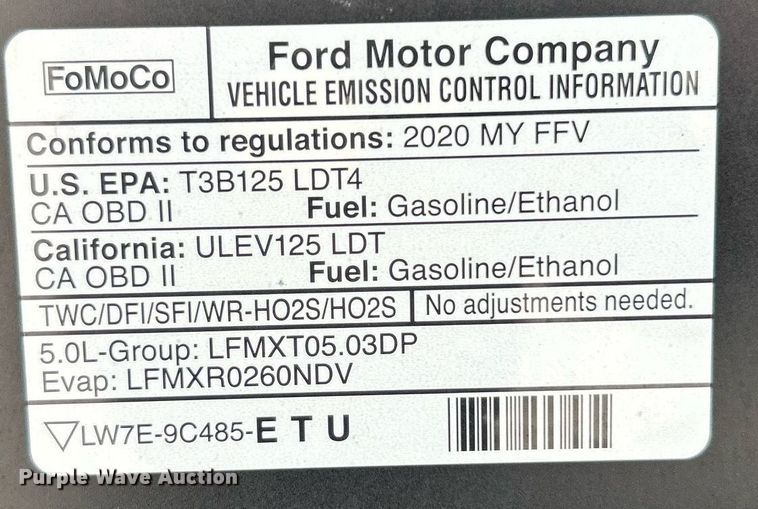 FoMoCo
Ford Motor Company
VEHICLE EMISSION CONTROL INFORMATION
Conforms to regulations: 2020 MY FFV
U.S. EPA: T3B125 LDT4
CA OBD II Fuel: Gasoline/Ethanol
California: ULEV125 LDT
CA OBD II Fuel: Gasoline/Ethanol
TWC/DFI/SFI/WR-HO2S/HO2S No adjustments needed.
5.0L-Group: LFMXT05.03DP
Evap: LFMXR0260NDV
LW7E-9C485-E T U
Purple Wave Auction